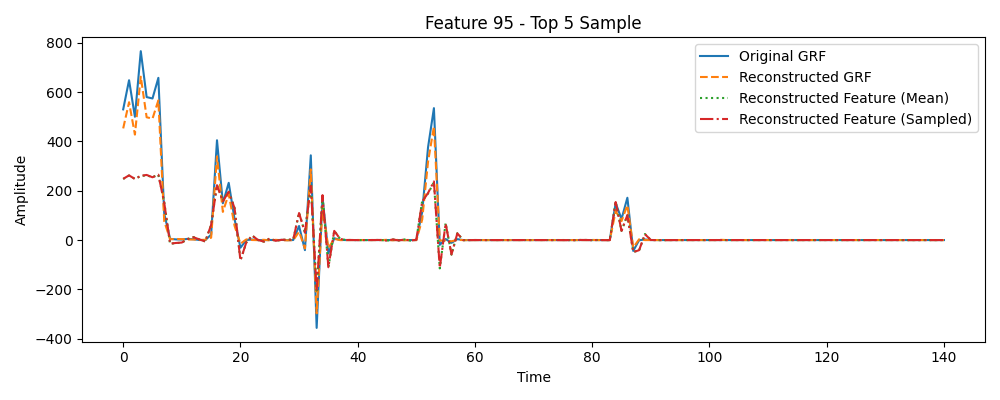 Feature 95 - Top 5 Sample
Original GRF
Reconstructed GRF
Reconstructed Feature (Mean)
Reconstructed Feature (Sampled)
Amplitude
800
600
400
200
0
−200
−400
0 20 40 60 80 100 120 140
Time